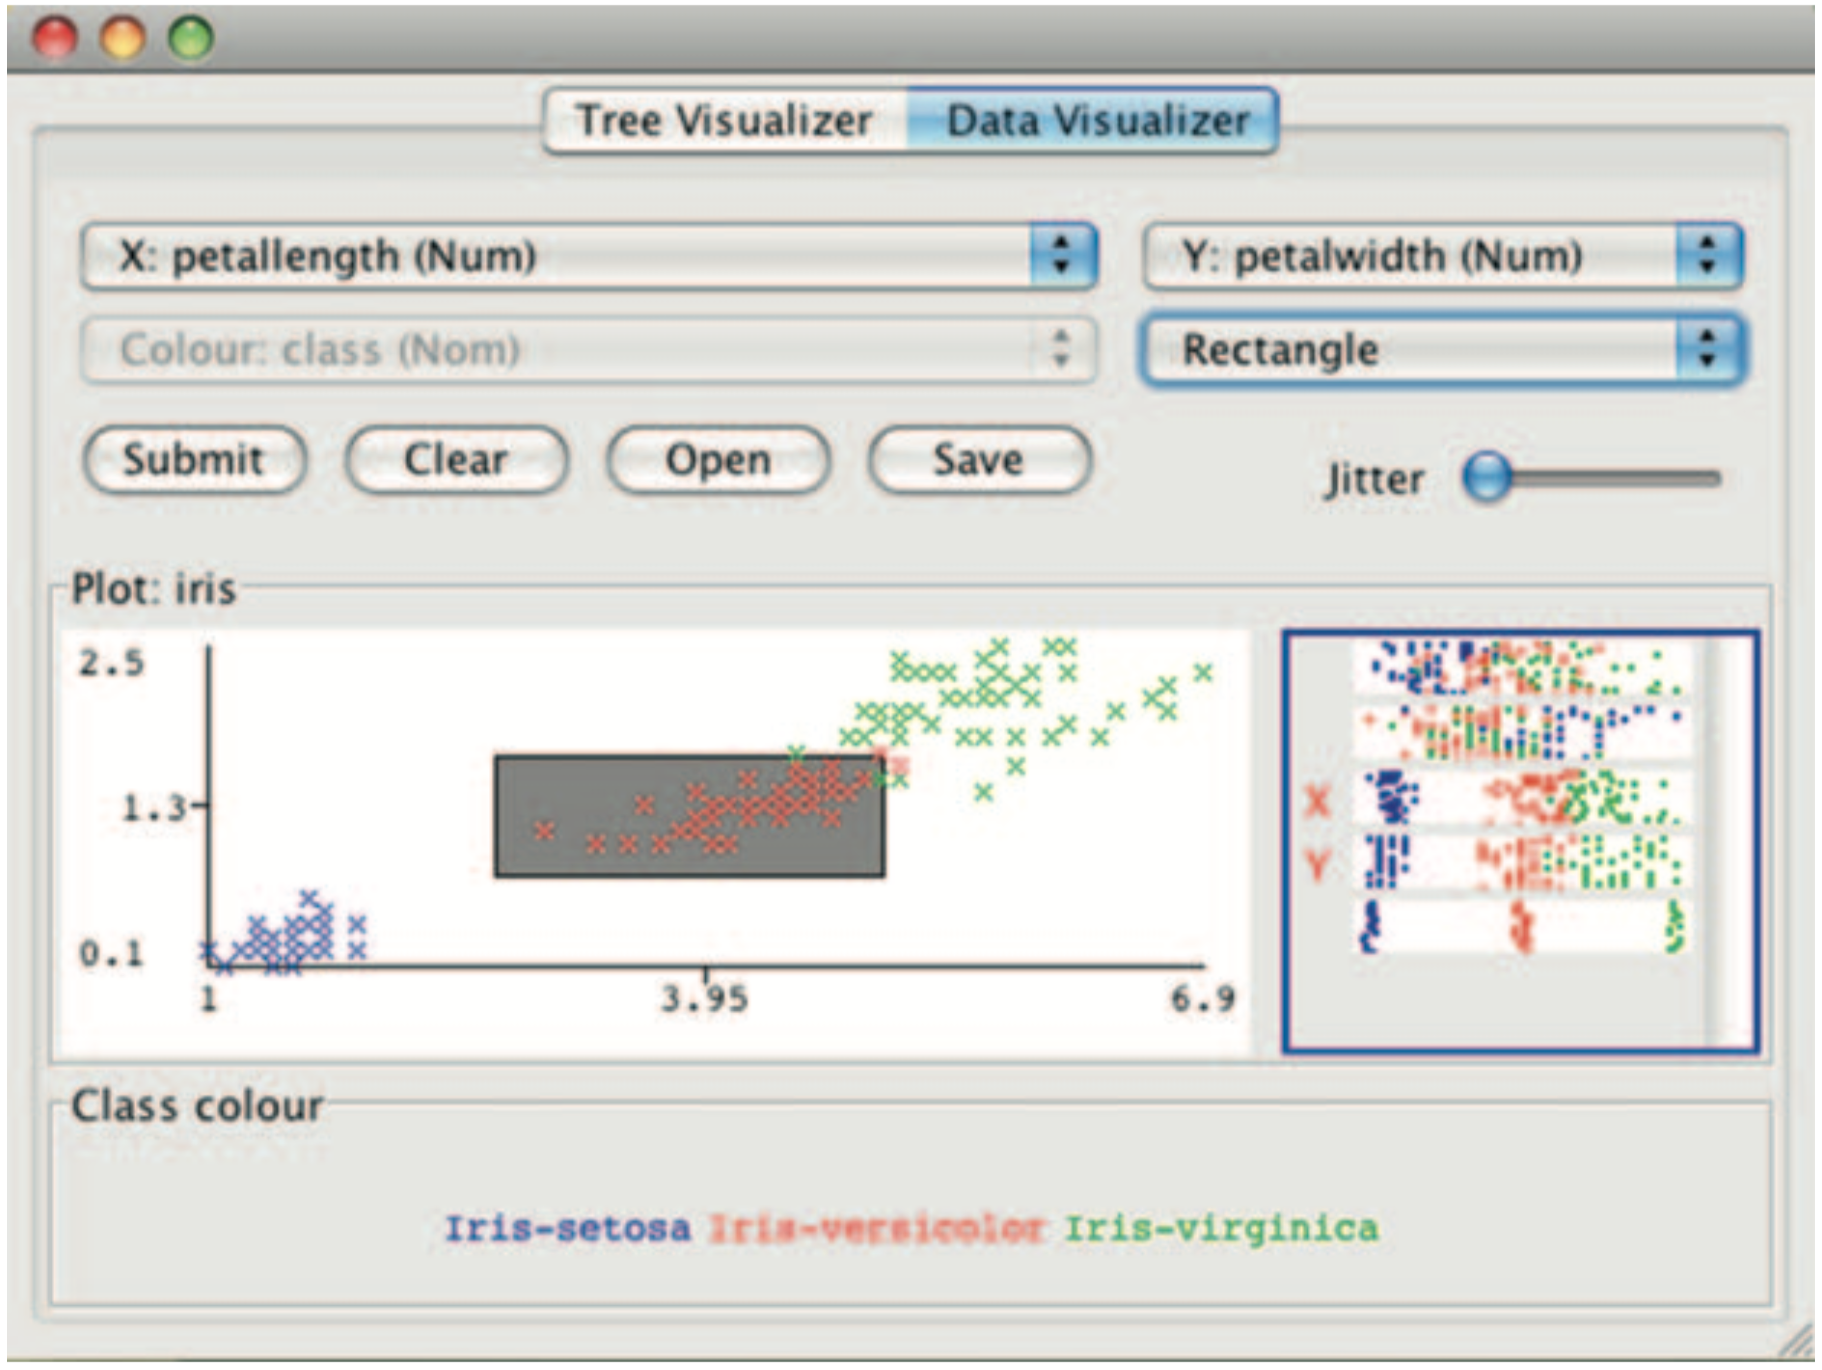 Tree Visualizer Data Visualizer
X: petallength (Num) Y: petalwidth (Num)
Colour: class (Nom) Rectangle
Submit Clear Open Save Jitter
Plot: iris
2.5
1.3
0.1
1 3.95 6.9
X
Y
Class colour
Iris-setosa Iris-versicolor Iris-virginica